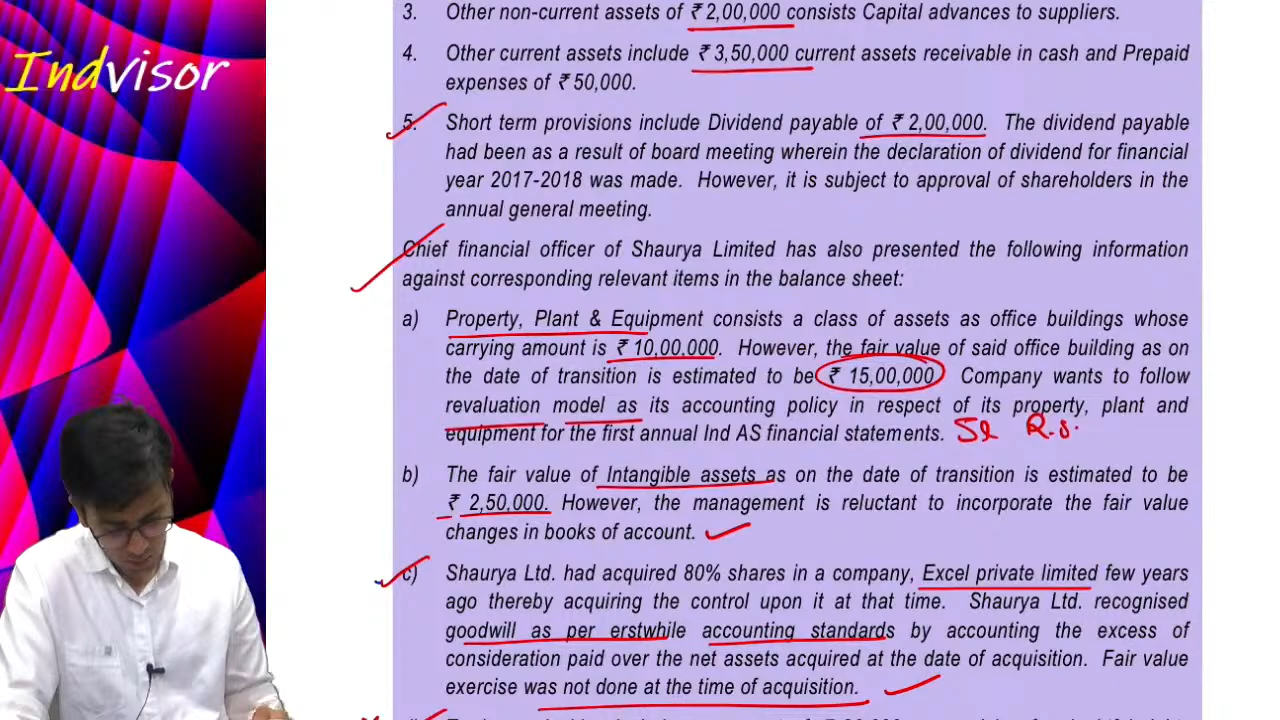 Indvisor
3. Other non-current assets of ₹ 2,00,000 consists Capital advances to suppliers.
4. Other current assets include ₹ 3,50,000 current assets receivable in cash and Prepaid
expenses of ₹ 50,000.
5. Short term provisions include Dividend payable of ₹ 2,00,000. The dividend payable
had been as a result of board meeting wherein the declaration of dividend for financial
year 2017-2018 was made. However, it is subject to approval of shareholders in the
annual general meeting.
Chief financial officer of Shaurya Limited has also presented the following information
against corresponding relevant items in the balance sheet:
a) Property, Plant & Equipment consists a class of assets as office buildings whose
carrying amount is ₹ 10,00,000. However, the fair value of said office building as on
the date of transition is estimated to be ₹ 15,00,000 Company wants to follow
revaluation model as its accounting policy in respect of its property, plant and
equipment for the first annual Ind AS financial statements.
b) The fair value of Intangible assets as on the date of transition is estimated to be
₹ 2,50,000. However, the management is reluctant to incorporate the fair value
changes in books of account.
c) Shaurya Ltd. had acquired 80% shares in a company, Excel private limited few years
ago thereby acquiring the control upon it at that time. Shaurya Ltd. recognised
goodwill as per erstwhile accounting standards by accounting the excess of
consideration paid over the net assets acquired at the date of acquisition. Fair value
exercise was not done at the time of acquisition.